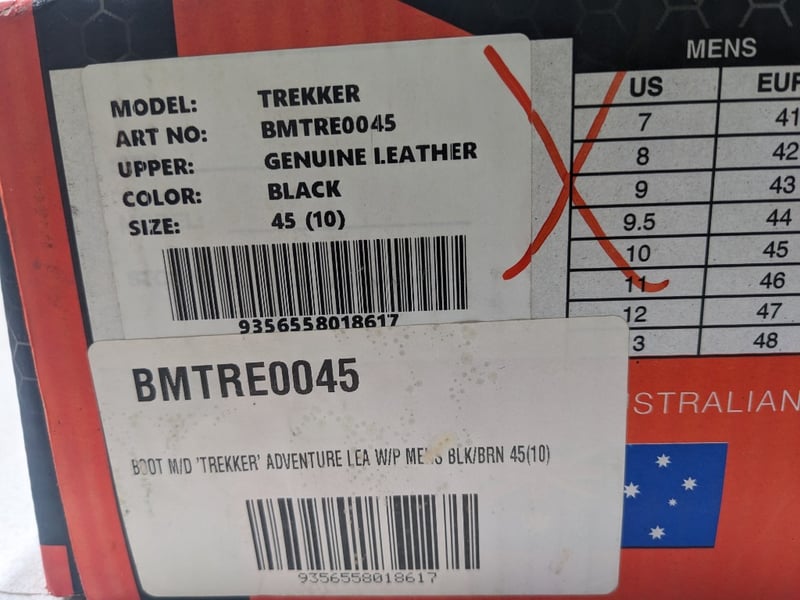 MODEL: TREKKER
ART NO: BMTRE0045
UPPER: GENUINE LEATHER
COLOR: BLACK
SIZE: 45 (10)
9356558018617
BMTRE0045
BOOT M/D 'TREKKER' ADVENTURE LEA W/P MENS BLK/BRN 45(10)
9356558018617
MENS
US EUR
7 41
8 42
9 43
9.5 44
10 45
11 46
12 47
3 48
STRALIAN